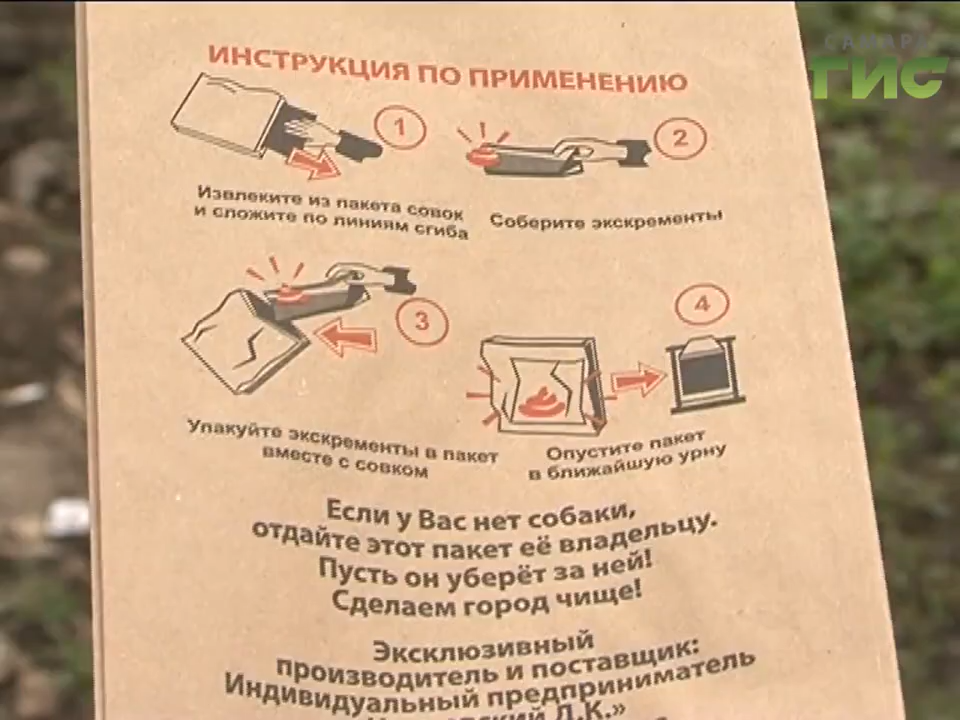 САМАРА
ГИС
ИНСТРУКЦИЯ ПО ПРИМЕНЕНИЮ
1
2
Извлеките из пакета совок
и сложите по линиям сгиба
Соберите экскременты
3
4
Упакуйте экскременты в пакет
вместе с совком
Опустите пакет
в ближайшую урну
Если у Вас нет собаки,
отдайте этот пакет её владельцу.
Пусть он уберёт за ней!
Сделаем город чище!
Эксклюзивный
производитель и поставщик:
Индивидуальный предприниматель
Л.К.»